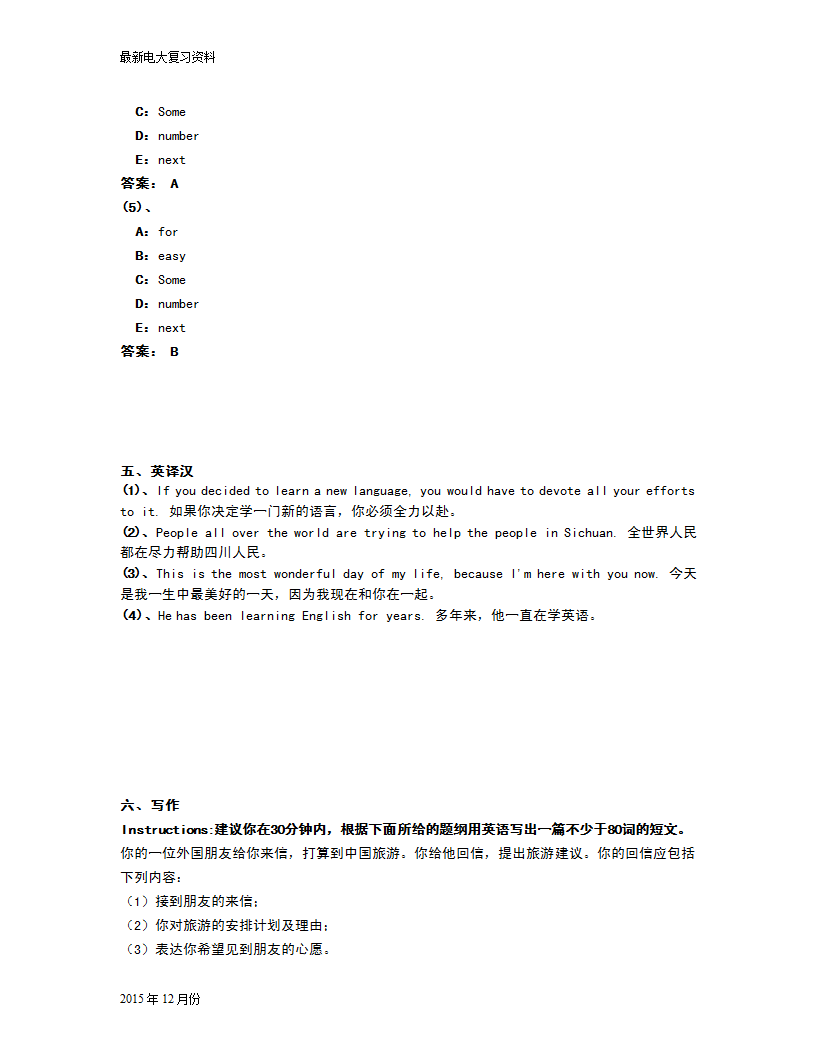 最新电大复习资料
C: Some
D: number
E: next
答案: A
(5)、
A: for
B: easy
C: Some
D: number
E: next
答案: B
五、英译汉
(1)、If you decided to learn a new language, you would have to devote all your efforts
to it. 如果你决定学一门新的语言，你必须全力以赴。
(2)、People all over the world are trying to help the people in Sichuan. 全世界人民
都在尽力帮助四川人民。
(3)、This is the most wonderful day of my life, because I'm here with you now. 今天
是我一生中最美好的一天，因为我现在和你在一起。
(4)、He has been learning English for years. 多年来，他一直在学英语。
六、写作
Instructions:建议你在30分钟内，根据下面所给的题纲用英语写出一篇不少于80词的短文。
你的一位外国朋友给你来信，打算到中国旅游。你给他回信，提出旅游建议。你的回信应包括
下列内容：
（1）接到朋友的来信；
（2）你对旅游的安排计划及理由；
（3）表达你希望见到朋友的心愿。
2015 年 12 月份